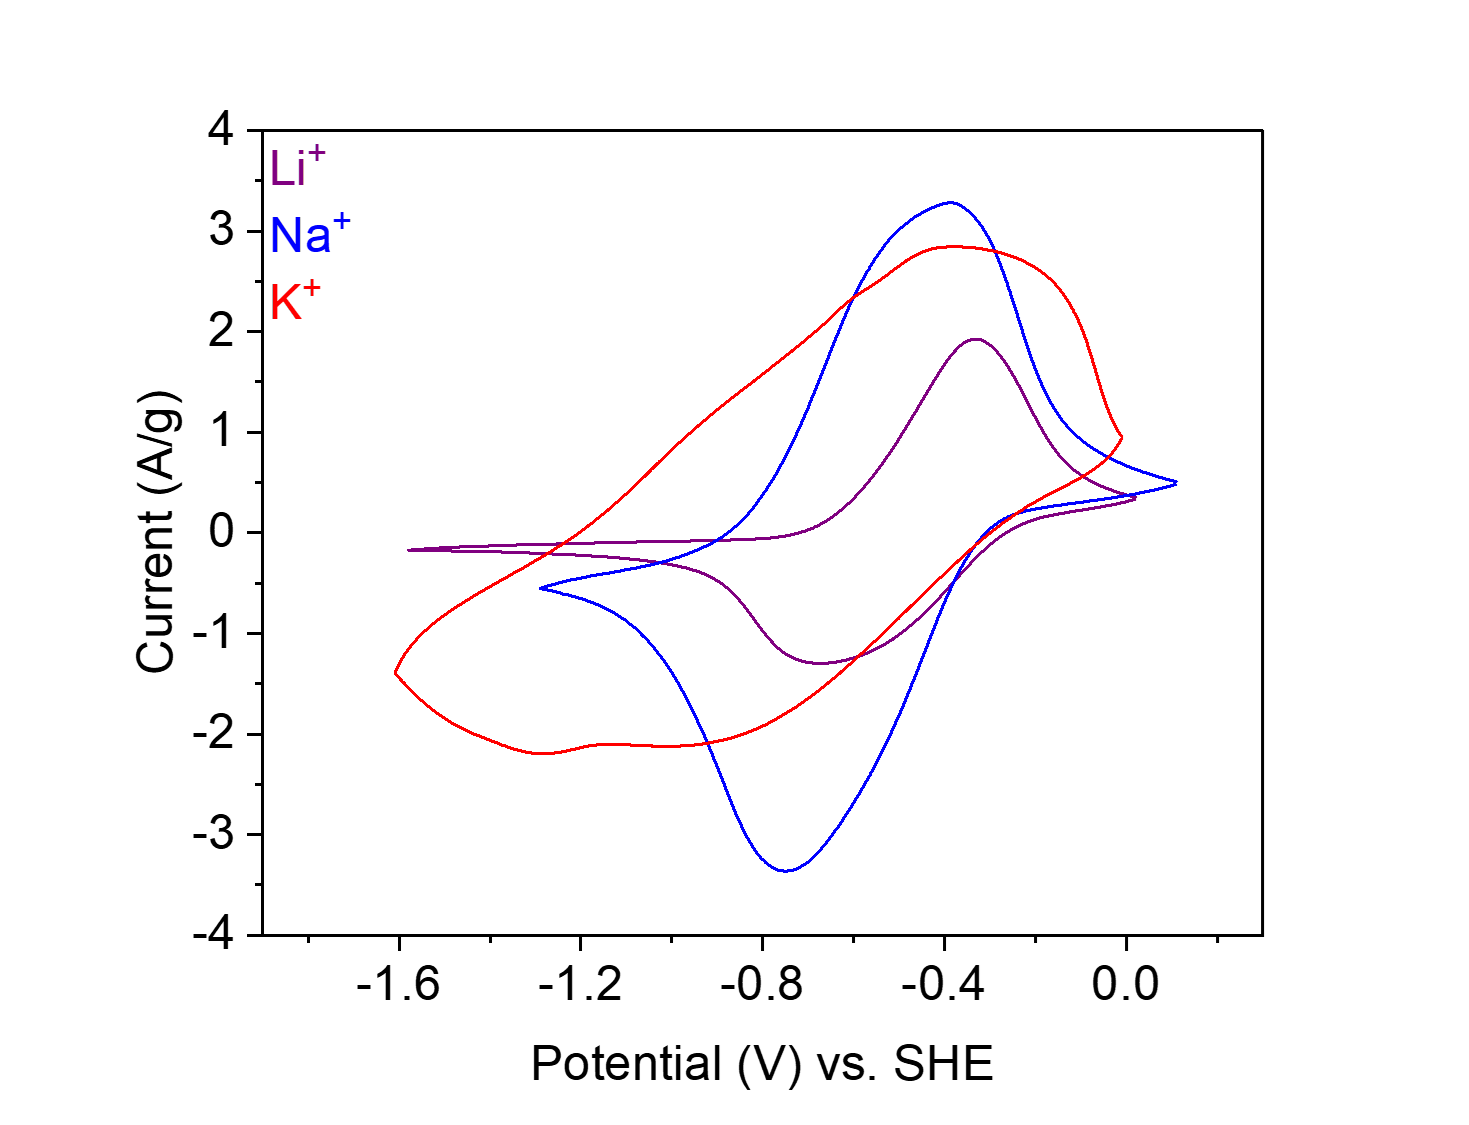 4
3
2
1
0
-1
-2
-3
-4
Li⁺
Na⁺
K⁺
Current (A/g)
-1.6 -1.2 -0.8 -0.4 0.0
Potential (V) vs. SHE